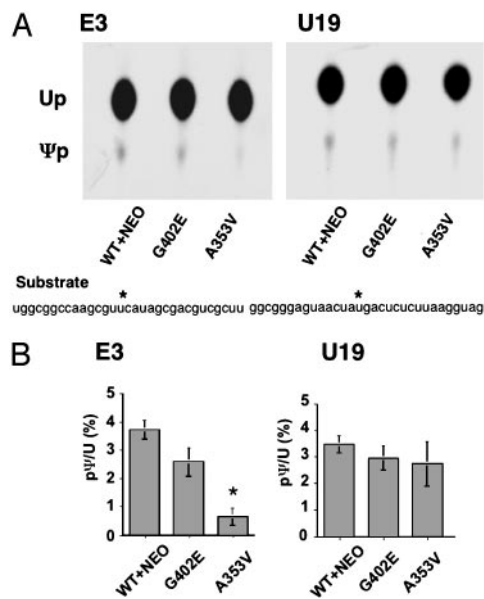 A
E3
U19
Up
Ψp
WT+NEO
G402E
A353V
WT+NEO
G402E
A353V
Substrate
*
*
uggcggccaagcguucauagcgacgucgcuu ggcgggaguaacuaugacucucuuaagguag
B
E3
U19
pΨ/U (%)
5
4
3
2
1
0
*
WT+NEO
G402E
A353V
pΨ/U (%)
5
4
3
2
1
0
WT+NEO
G402E
A353V